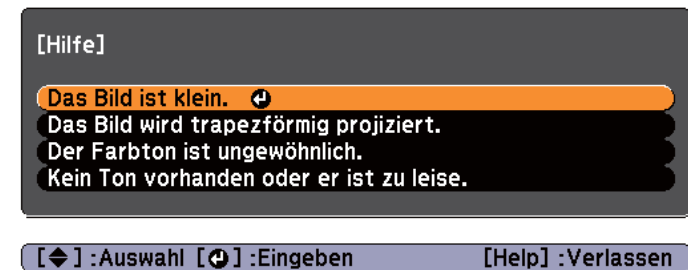 [Hilfe]
Das Bild ist klein.
Das Bild wird trapezförmig projiziert.
Der Farbton ist ungewöhnlich.
Kein Ton vorhanden oder er ist zu leise.
[◆] :Auswahl [⏎] :Eingeben [Help] :Verlassen